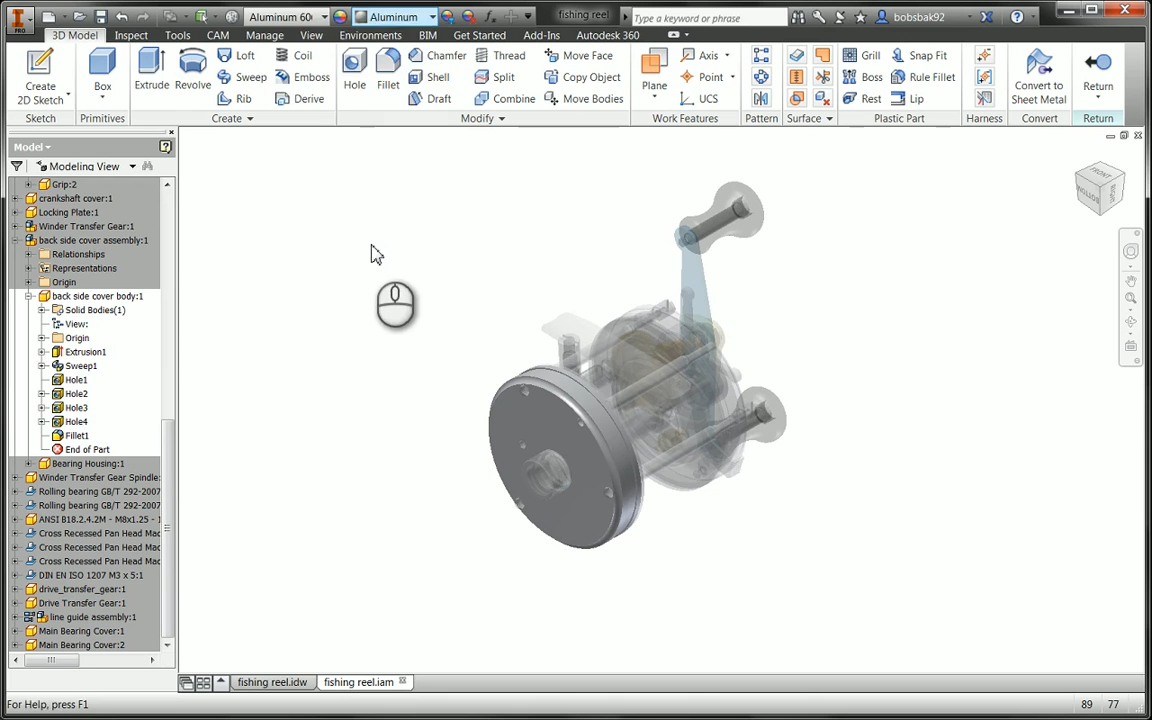 PRO
Aluminum 60
Aluminum
fishing reel
Type a keyword or phrase
bobsbak92
3D Model
Inspect
Tools
CAM
Manage
View
Environments
BIM
Get Started
Add-Ins
Autodesk 360
Create
2D Sketch
Box
Extrude
Revolve
Loft
Sweep
Rib
Coil
Emboss
Derive
Hole
Fillet
Chamfer
Shell
Draft
Thread
Split
Combine
Move Face
Copy Object
Move Bodies
Plane
Axis
Point
UCS
Grill
Boss
Rest
Snap Fit
Rule Fillet
Lip
Convert to
Sheet Metal
Return
Sketch
Primitives
Create
Modify
Work Features
Pattern
Surface
Plastic Part
Harness
Convert
Return
Model
Modeling View
Grip:2
crankshaft cover:1
Locking Plate:1
Winder Transfer Gear:1
back side cover assembly:1
Relationships
Representations
Origin
back side cover body:1
Solid Bodies(1)
View:
Origin
Extrusion1
Sweep1
Hole1
Hole2
Hole3
Hole4
Fillet1
End of Part
Bearing Housing:1
Winder Transfer Gear Spindle:
Rolling bearing GB/T 292-2007
Rolling bearing GB/T 292-2007
ANSI B18.2.4.2M - M8x1.25 -
Cross Recessed Pan Head Mac
Cross Recessed Pan Head Mac
Cross Recessed Pan Head Mac
DIN EN ISO 1207 M3 x 5:1
drive_transfer_gear:1
Drive Transfer Gear:1
line guide assembly:1
Main Bearing Cover:1
Main Bearing Cover:2
FRONT
BOTTOM
fishing reel.idw
fishing reel.iam
For Help, press F1
89
77